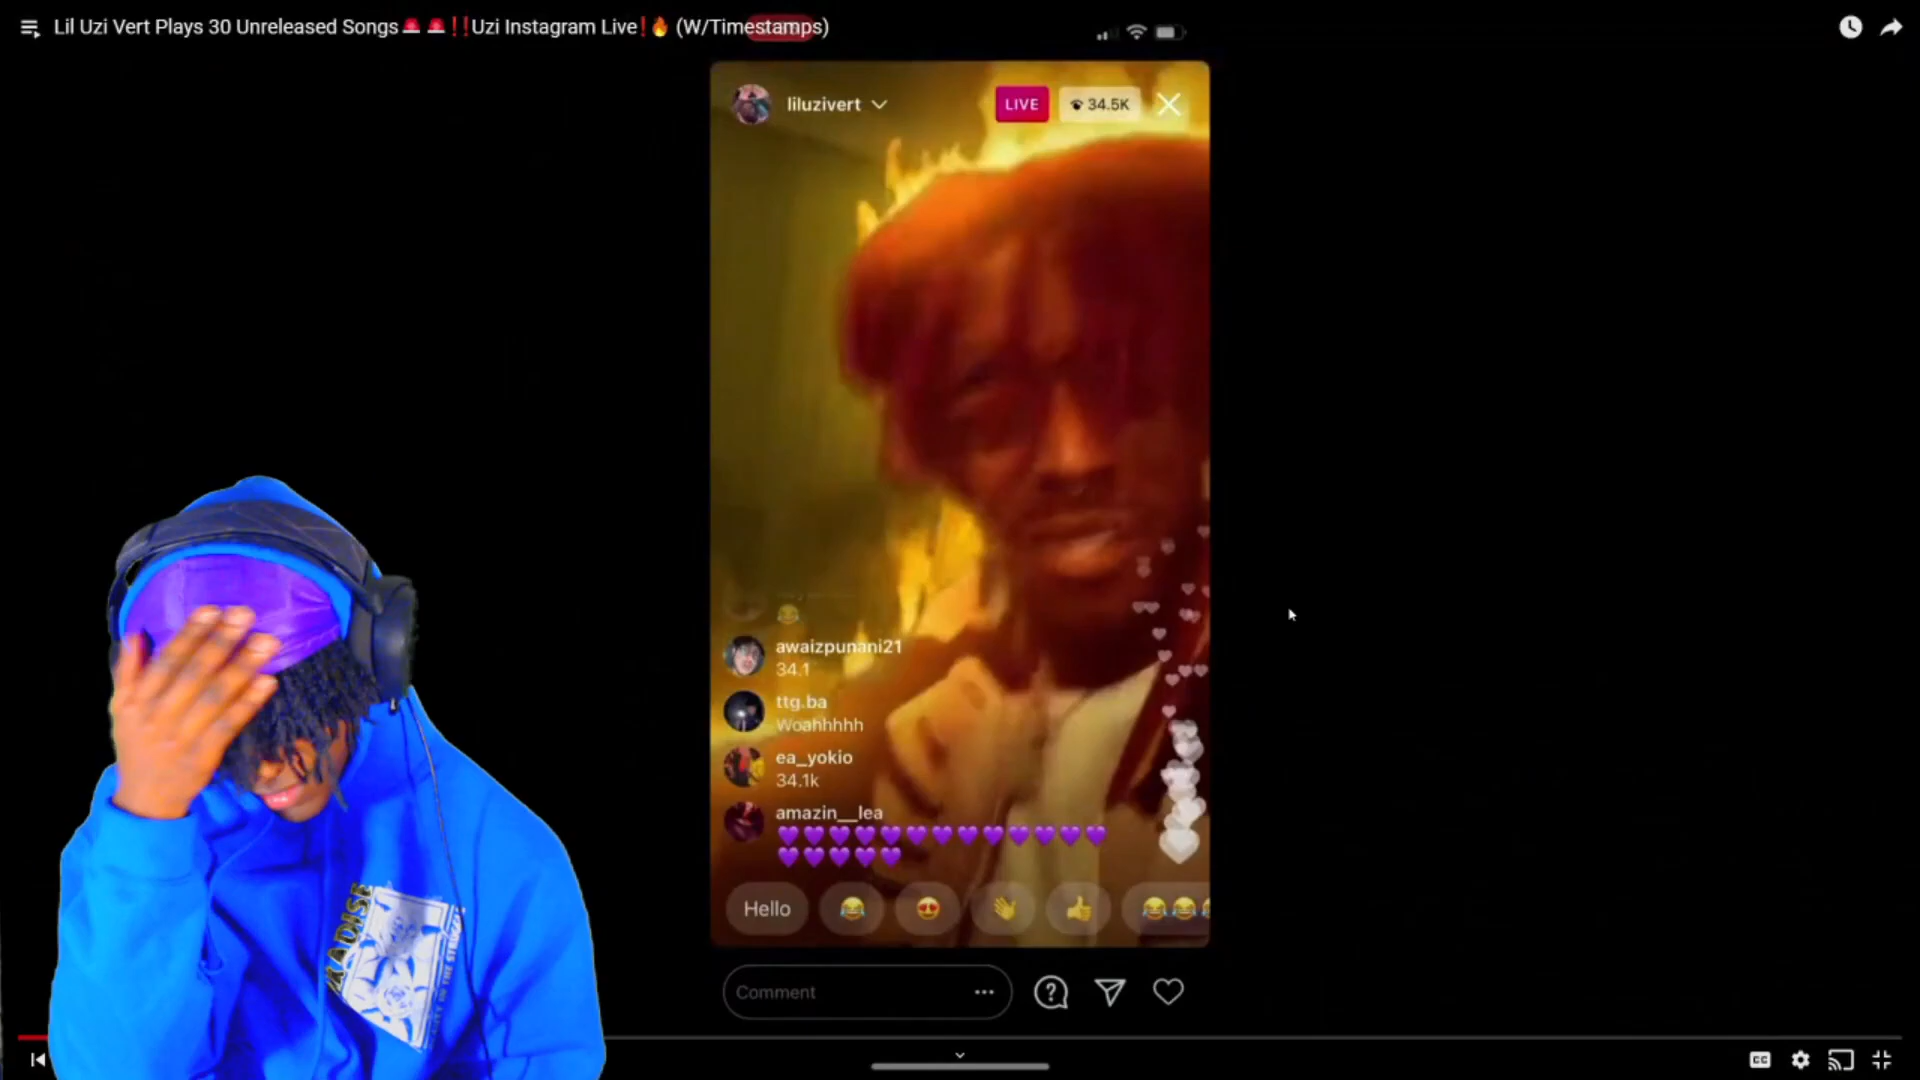 Lil Uzi Vert Plays 30 Unreleased Songs🚨🚨‼️Uzi Instagram Live❗🔥 (W/Timestamps)
liluzivert
LIVE
34.5K
😂
awaizpunani21
34.1
ttg.ba
Woahhhhh
ea_yokio
34.1k
amazin__lea
💜💜💜💜💜💜💜💜💜💜💜💜💜
💜💜💜💜💜
Hello 😂 😍 👋 👍 😂😂
Comment
CC